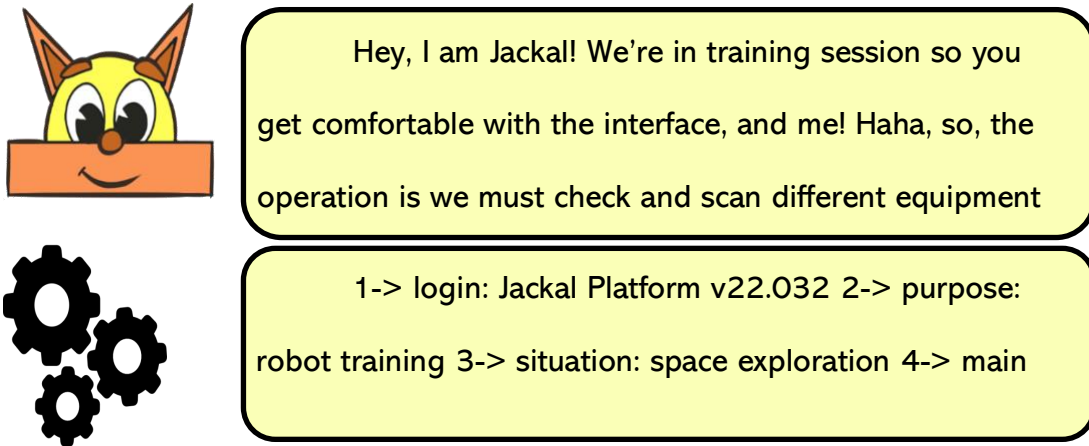 Hey, I am Jackal! We’re in training session so you
get comfortable with the interface, and me! Haha, so, the
operation is we must check and scan different equipment
1-> login: Jackal Platform v22.032 2-> purpose:
robot training 3-> situation: space exploration 4-> main